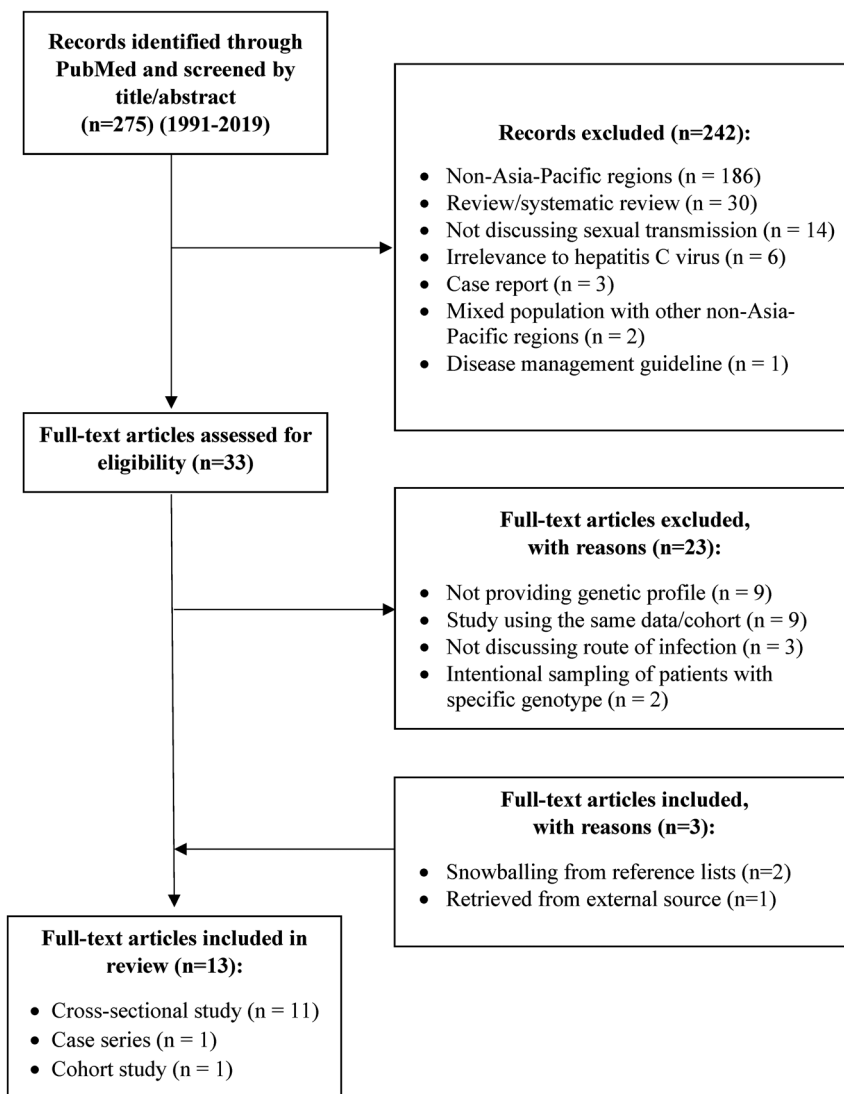 Records identified through
PubMed and screened by
title/abstract
(n=275) (1991-2019)
Records excluded (n=242):
• Non-Asia-Pacific regions (n = 186)
• Review/systematic review (n = 30)
• Not discussing sexual transmission (n = 14)
• Irrelevance to hepatitis C virus (n = 6)
• Case report (n = 3)
• Mixed population with other non-Asia-
Pacific regions (n = 2)
• Disease management guideline (n = 1)
Full-text articles assessed for
eligibility (n=33)
Full-text articles excluded,
with reasons (n=23):
• Not providing genetic profile (n = 9)
• Study using the same data/cohort (n = 9)
• Not discussing route of infection (n = 3)
• Intentional sampling of patients with
specific genotype (n = 2)
Full-text articles included,
with reasons (n=3):
• Snowballing from reference lists (n=2)
• Retrieved from external source (n=1)
Full-text articles included in
review (n=13):
• Cross-sectional study (n = 11)
• Case series (n = 1)
• Cohort study (n = 1)